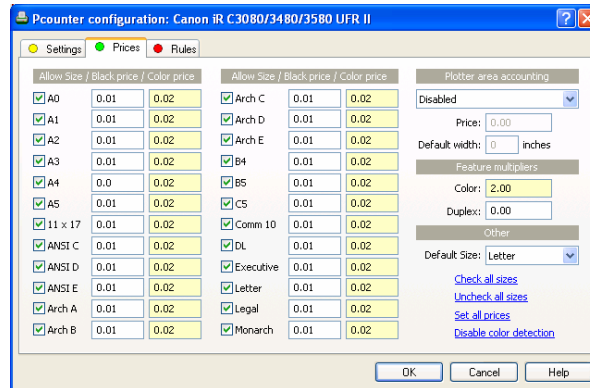 Pcounter configuration: Canon iR C3080/3480/3580 UFR II
Settings Prices Rules
Allow Size / Black price / Color price Allow Size / Black price / Color price Plotter area accounting
A0 0.01 0.02 Arch C 0.01 0.02 Disabled
A1 0.01 0.02 Arch D 0.01 0.02 Price: 0.00
A2 0.01 0.02 Arch E 0.01 0.02 Default width: 0 inches
A3 0.01 0.02 B4 0.01 0.02 Feature multipliers
A4 0.0 0.02 B5 0.01 0.02 Color: 2.00
A5 0.01 0.02 C5 0.01 0.02 Duplex: 0.00
11 x 17 0.01 0.02 Comm 10 0.01 0.02 Other
ANSI C 0.01 0.02 DL 0.01 0.02 Default Size: Letter
ANSI D 0.01 0.02 Executive 0.01 0.02 Check all sizes
ANSI E 0.01 0.02 Letter 0.01 0.02 Uncheck all sizes
Arch A 0.01 0.02 Legal 0.01 0.02 Set all prices
Arch B 0.01 0.02 Monarch 0.01 0.02 Disable color detection
OK Cancel Help